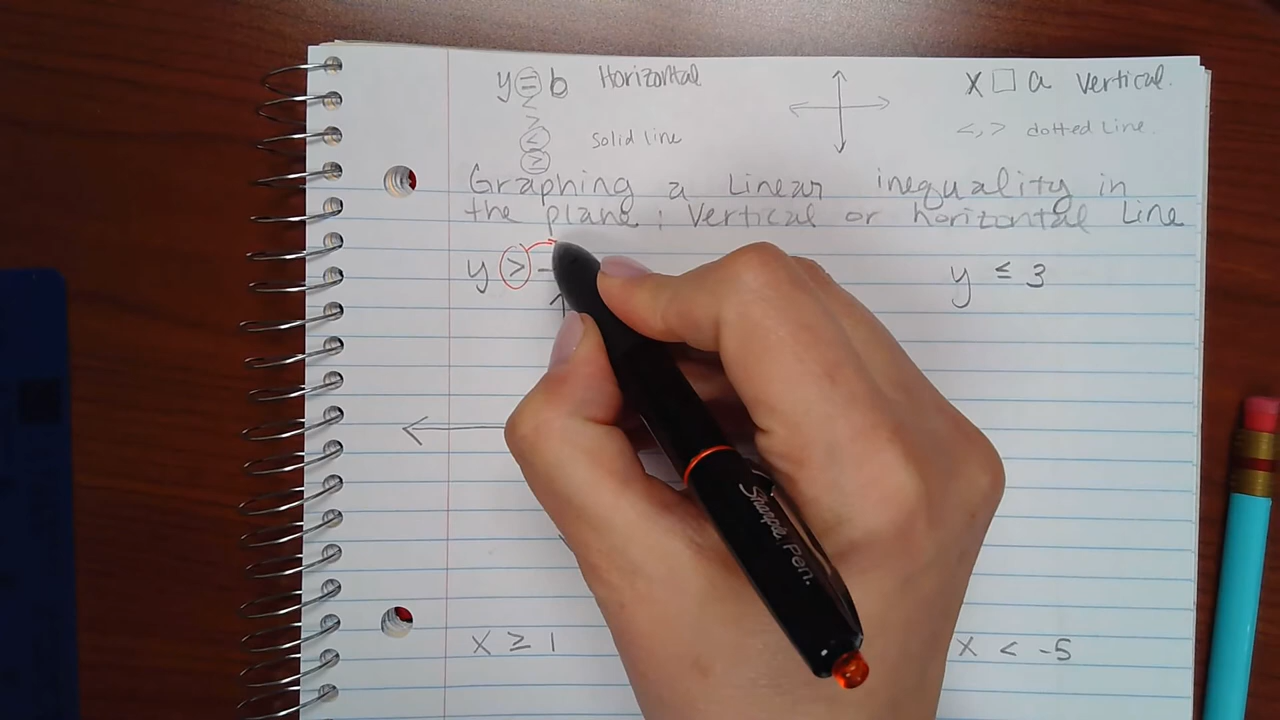 y = b Horizontal
<
>
≤ solid line
≥
x □ a vertical.
<, > dotted line.
Graphing a Linear inequality in
the plane: Vertical or horizontal Line
y > -
y ≤ 3
x ≥ 1
x < -5
Sharpie Pen.